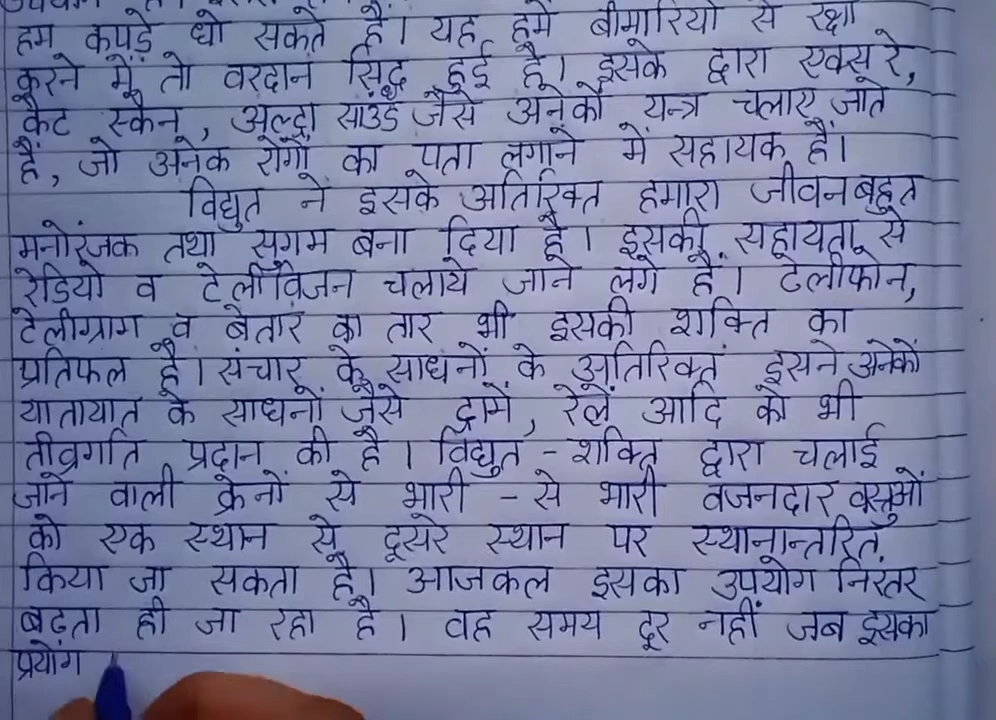 हम कपड़े धो सकते हैं। यह हमें बीमारियों से रक्षा
करने में तो वरदान सिद्ध हुई है। इसके द्वारा एक्स रे,
कैट स्कैन, अल्ट्रा साउंड जैसे अनेकों यन्त्र चलाए जाते
हैं, जो अनेक रोगों का पता लगाने में सहायक हैं।
विद्युत ने इसके अतिरिक्त हमारा जीवन बहुत
मनोरंजक तथा सुगम बना दिया है। इसकी सहायता से
रेडियो व टेलीविजन चलाये जाने लगे हैं। टेलीफोन,
टेलीग्राग व बेतार का तार भी इसकी शक्ति का
प्रतिफल है। संचार के साधनों के अतिरिक्त इसने अनेकों
यातायात के साधनों जैसे ट्रामें, रेलें आदि को भी
तीव्रगति प्रदान की है। विद्युत - शक्ति द्वारा चलाई
जाने वाली क्रेनों से भारी - से भारी वजनदार वस्तुओं
को एक स्थान से दूसरे स्थान पर स्थानान्तरित
किया जा सकता है। आजकल इसका उपयोग निरंतर
बढ़ता ही जा रहा है। वह समय दूर नहीं जब इसका
प्रयोग